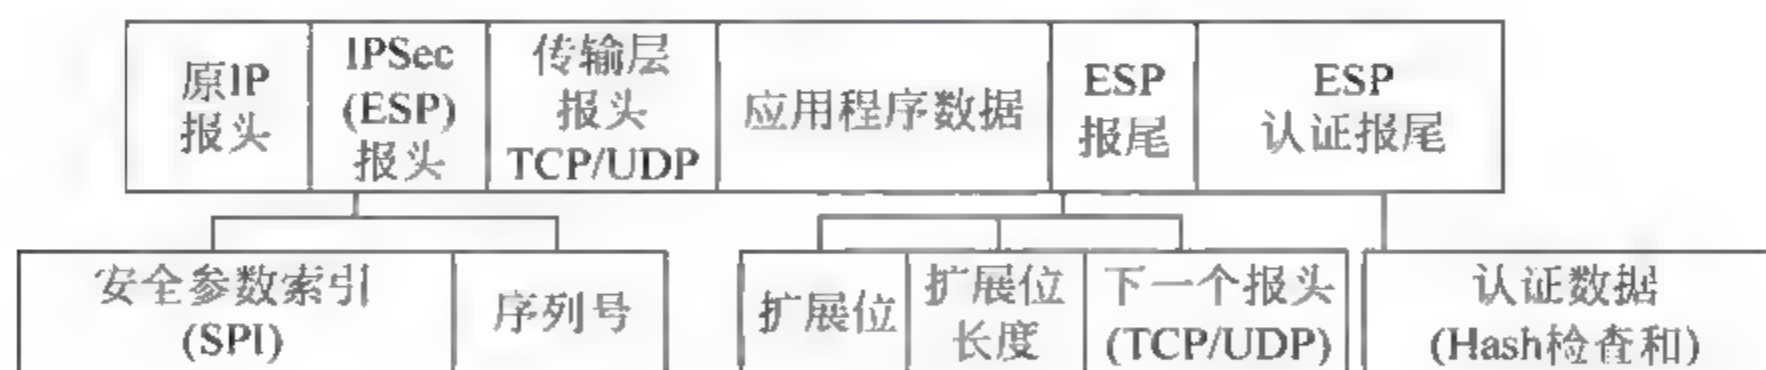 原IP
报头
IPSec
(ESP)
报头
传输层
报头
TCP/UDP
应用程序数据
ESP
报尾
ESP
认证报尾
安全参数索引
(SPI)
序列号
扩展位
扩展位
长度
下一个报头
(TCP/UDP)
认证数据
(Hash检查和)